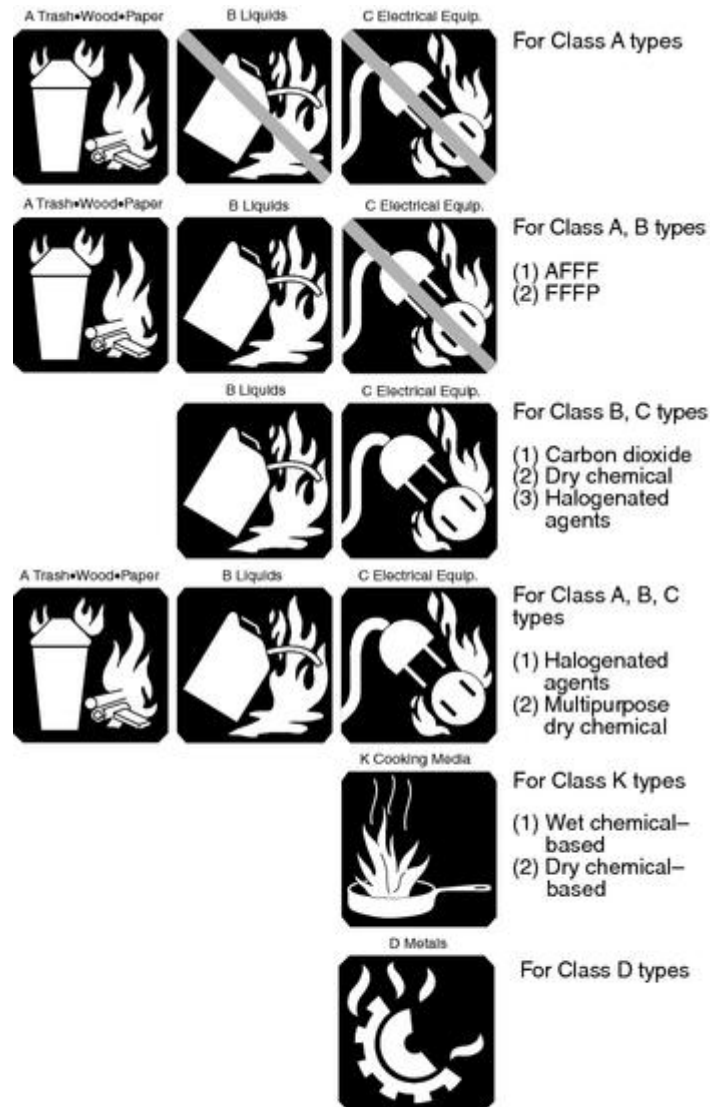 A Trash•Wood•Paper
B Liquids
C Electrical Equip.
For Class A types
A Trash•Wood•Paper
B Liquids
C Electrical Equip.
For Class A, B types
(1) AFFF
(2) FFFP
B Liquids
C Electrical Equip.
For Class B, C types
(1) Carbon dioxide
(2) Dry chemical
(3) Halogenated
agents
A Trash•Wood•Paper
B Liquids
C Electrical Equip.
For Class A, B, C
types
(1) Halogenated
agents
(2) Multipurpose
dry chemical
K Cooking Media
For Class K types
(1) Wet chemical–
based
(2) Dry chemical–
based
D Metals
For Class D types